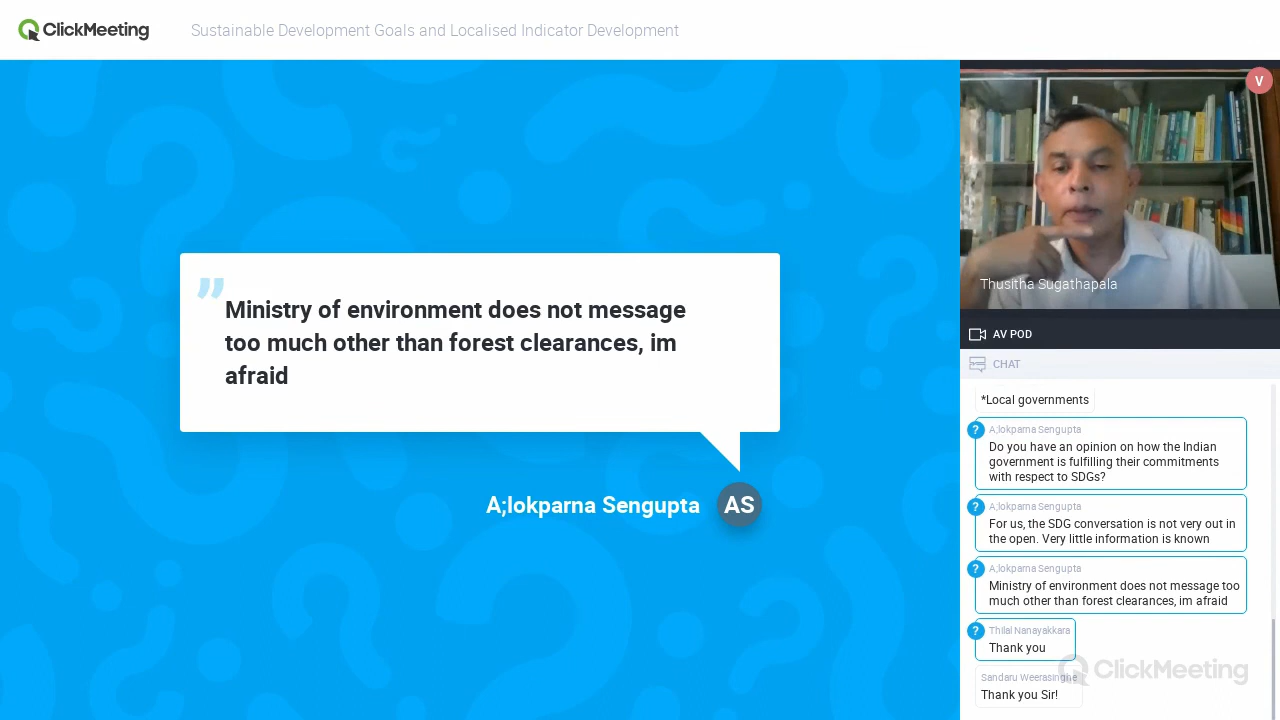 ClickMeeting
Sustainable Development Goals and Localised Indicator Development
V
Thusitha Sugathapala
"
Ministry of environment does not message
too much other than forest clearances, im
afraid
A;lokparna Sengupta
AS
AV POD
CHAT
*Local governments
?
A;lokparna Sengupta
Do you have an opinion on how the Indian
government is fulfilling their commitments
with respect to SDGs?
?
A;lokparna Sengupta
For us, the SDG conversation is not very out in
the open. Very little information is known
?
A;lokparna Sengupta
Ministry of environment does not message too
much other than forest clearances, im afraid
?
Thilal Nanayakkara
Thank you
Sandaru Weerasinghe
Thank you Sir!
ClickMeeting